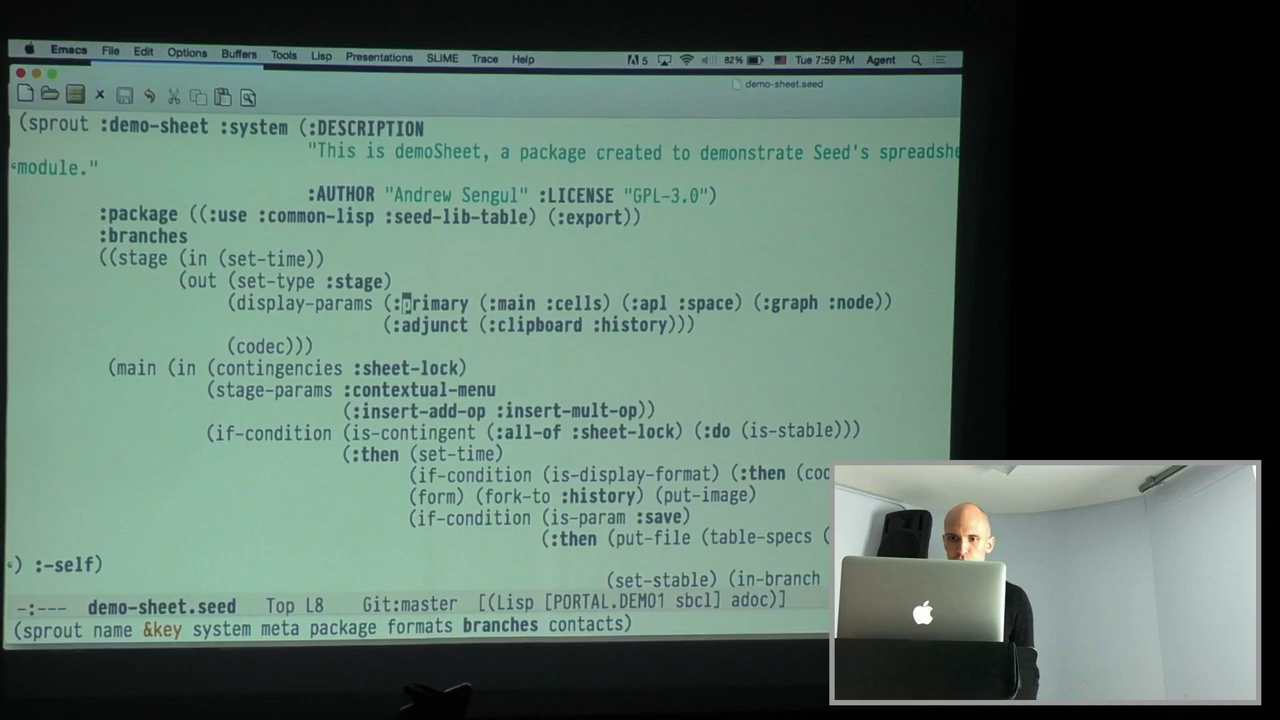 Emacs File Edit Options Buffers Tools Lisp Presentations SLIME Trace Help 5 82% Tue 7:59 PM Agent
demo-sheet.seed
(sprout :demo-sheet :system (:DESCRIPTION
"This is demoSheet, a package created to demonstrate Seed's spreadshe
module."
:AUTHOR "Andrew Sengul" :LICENSE "GPL-3.0")
:package ((:use :common-lisp :seed-lib-table) (:export))
:branches
((stage (in (set-time))
(out (set-type :stage)
(display-params (:primary (:main :cells) (:apl :space) (:graph :node))
(:adjunct (:clipboard :history)))
(codec)))
(main (in (contingencies :sheet-lock)
(stage-params :contextual-menu
(:insert-add-op :insert-mult-op))
(if-condition (is-contingent (:all-of :sheet-lock) (:do (is-stable)))
(:then (set-time)
(if-condition (is-display-format) (:then (cod
(form) (fork-to :history) (put-image)
(if-condition (is-param :save)
(:then (put-file (table-specs (
) :-self)
(set-stable) (in-branch
-:--- demo-sheet.seed Top L8 Git:master [(Lisp [PORTAL.DEMO1 sbcl] adoc)]
(sprout name &key system meta package formats branches contacts)